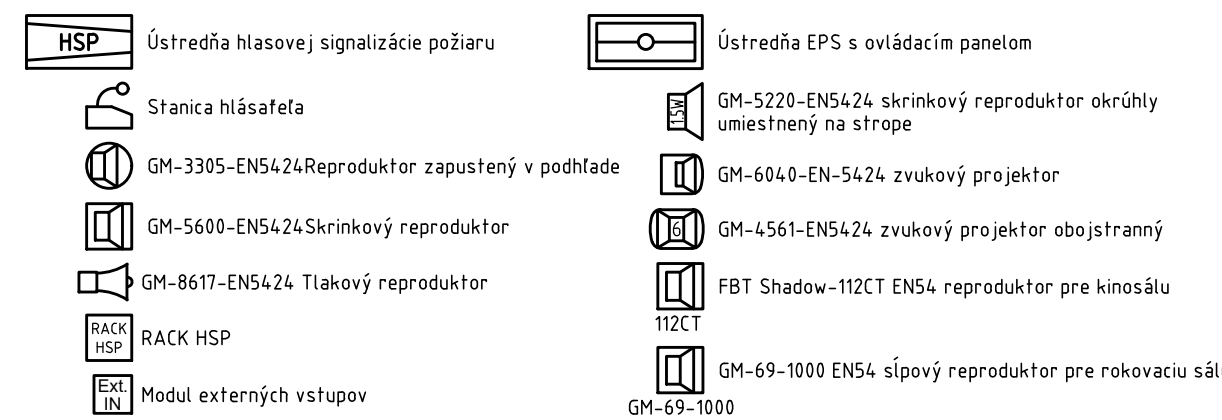 HSP
Ústredňa hlasovej signalizácie požiaru
Stanica hlásateľa
GM-3305-EN5424Reproduktor zapustený v podhľade
GM-5600-EN5424Skrinkový reproduktor
GM-8617-EN5424 Tlakový reproduktor
RACK
HSP
RACK HSP
Ext.
IN
Modul externých vstupov
Ústredňa EPS s ovládacím panelom
1.5W
GM-5220-EN5424 skrinkový reproduktor okrúhly
umiestnený na strope
GM-6040-EN-5424 zvukový projektor
6
GM-4561-EN5424 zvukový projektor obojstranný
FBT Shadow-112CT EN54 reproduktor pre kinosálu
112CT
GM-69-1000 EN54 sĺpový reproduktor pre rokovaciu sálu
GM-69-1000